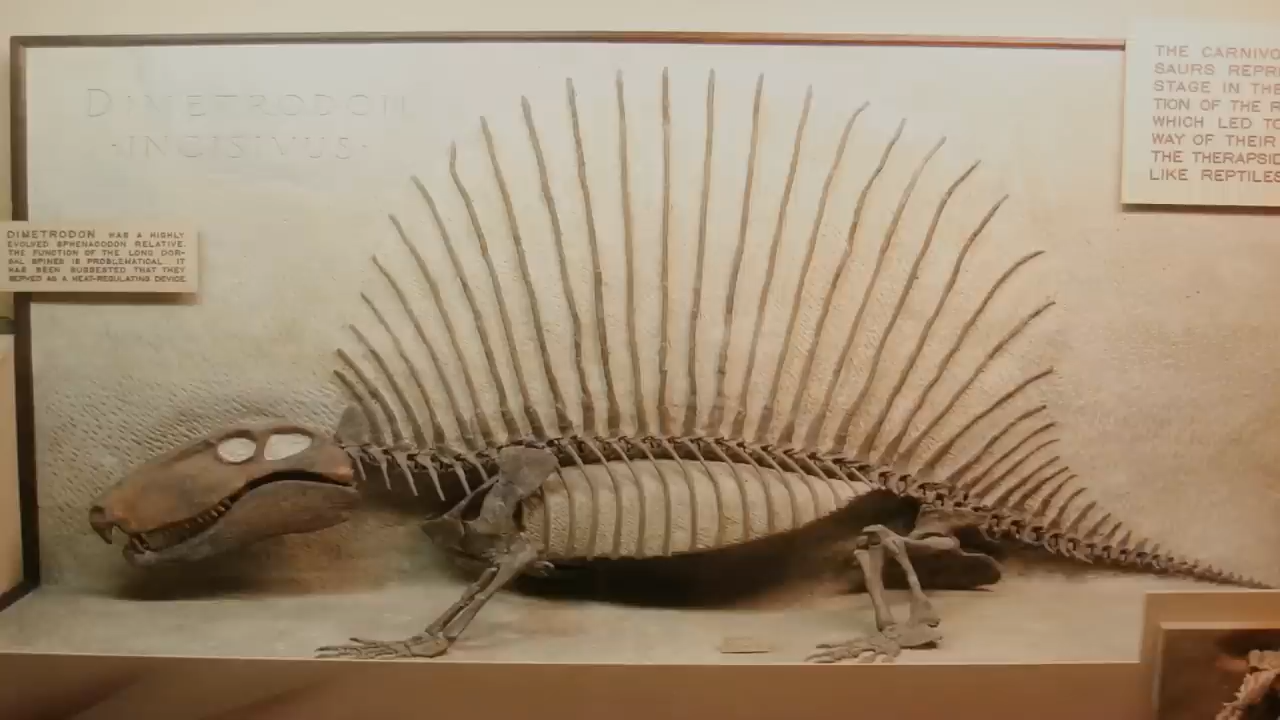 DIMETRODON
·INCISIVUS·
DIMETRODON WAS A HIGHLY
EVOLVED SPHENACODON RELATIVE.
THE FUNCTION OF THE LONG DOR-
SAL SPINES IS PROBLEMATICAL. IT
HAS BEEN SUGGESTED THAT THEY
SERVED AS A HEAT-REGULATING DEVICE.
THE CARNIVO
SAURS REPRE
STAGE IN THE
TION OF THE
WHICH LED TO
WAY OF THEIR
THE THERAPSID
LIKE REPTILES